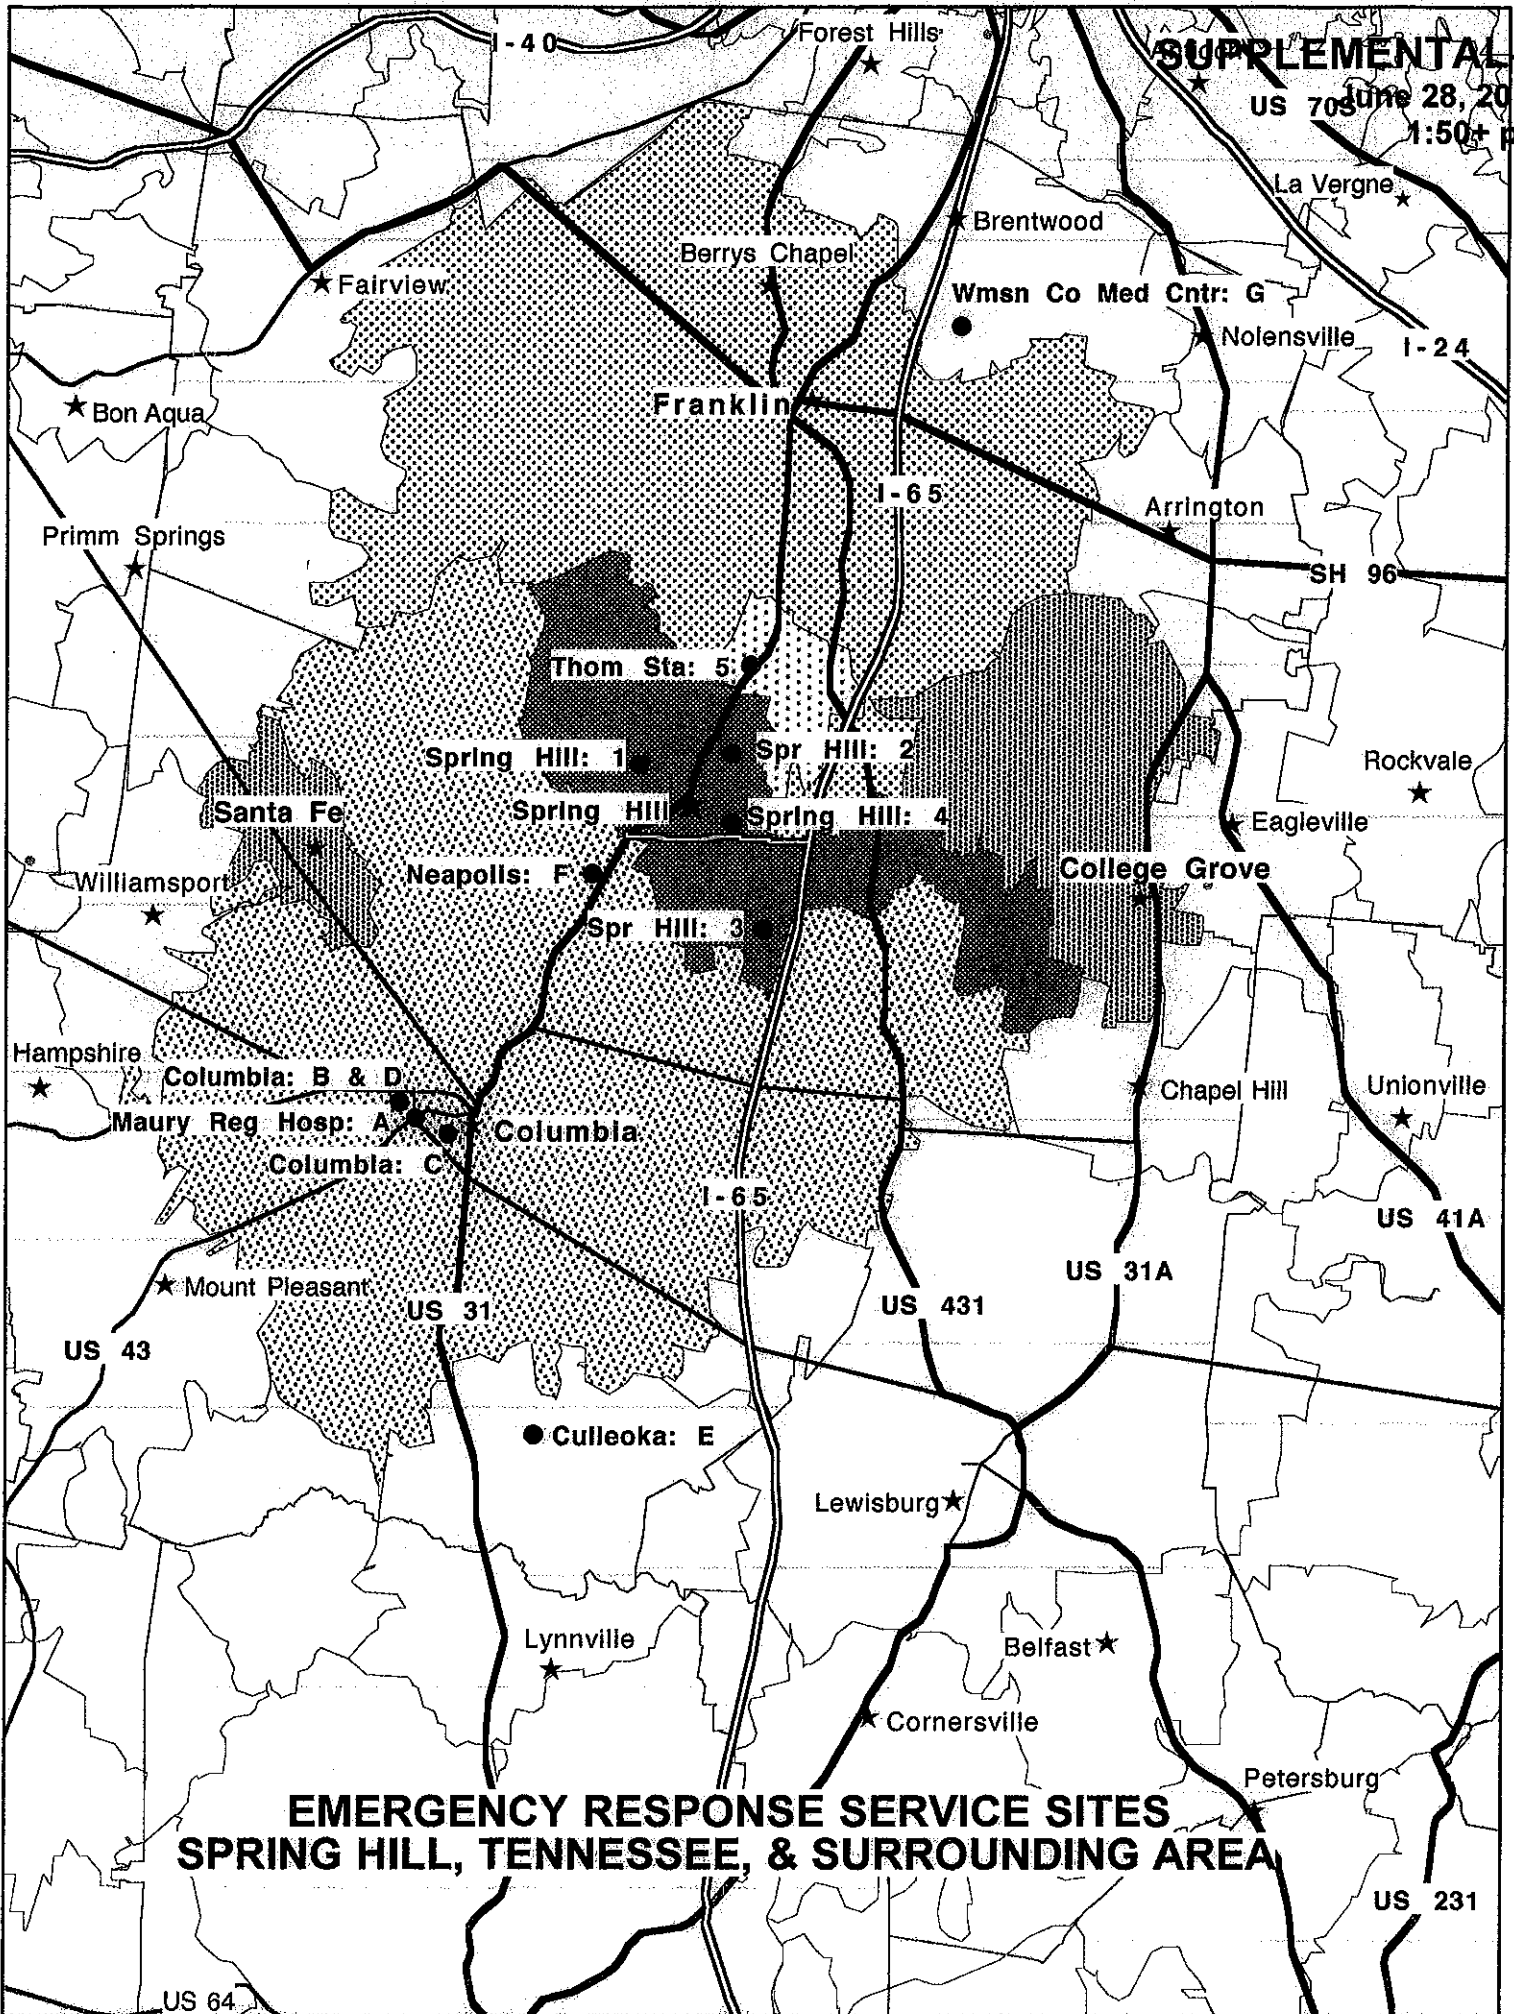 I-40
Forest Hills
SUPPLEMENTAL
US 70S
June 28, 20
1:50+ p
La Vergne
Brentwood
Berrys Chapel
Fairview
Wmsn Co Med Cntr: G
Nolensville
I-24
Franklin
Bon Aqua
I-65
Arrington
Primm Springs
SH 96
Thom Sta: 5
Spring Hill: 1
Spr Hill: 2
Rockvale
Santa Fe
Spring Hill
Spring Hill: 4
Eagleville
Neapolis: F
College Grove
Williamsport
Spr Hill: 3
Hampshire
Columbia: B & D
Chapel Hill
Unionville
Maury Reg Hosp: A
Columbia
Columbia: C
I-65
US 41A
US 31A
Mount Pleasant
US 31
US 431
US 43
Culleoka: E
Lewisburg
Lynnville
Belfast
Cornersville
Petersburg
EMERGENCY RESPONSE SERVICE SITES
SPRING HILL, TENNESSEE, & SURROUNDING AREA
US 231
US 64